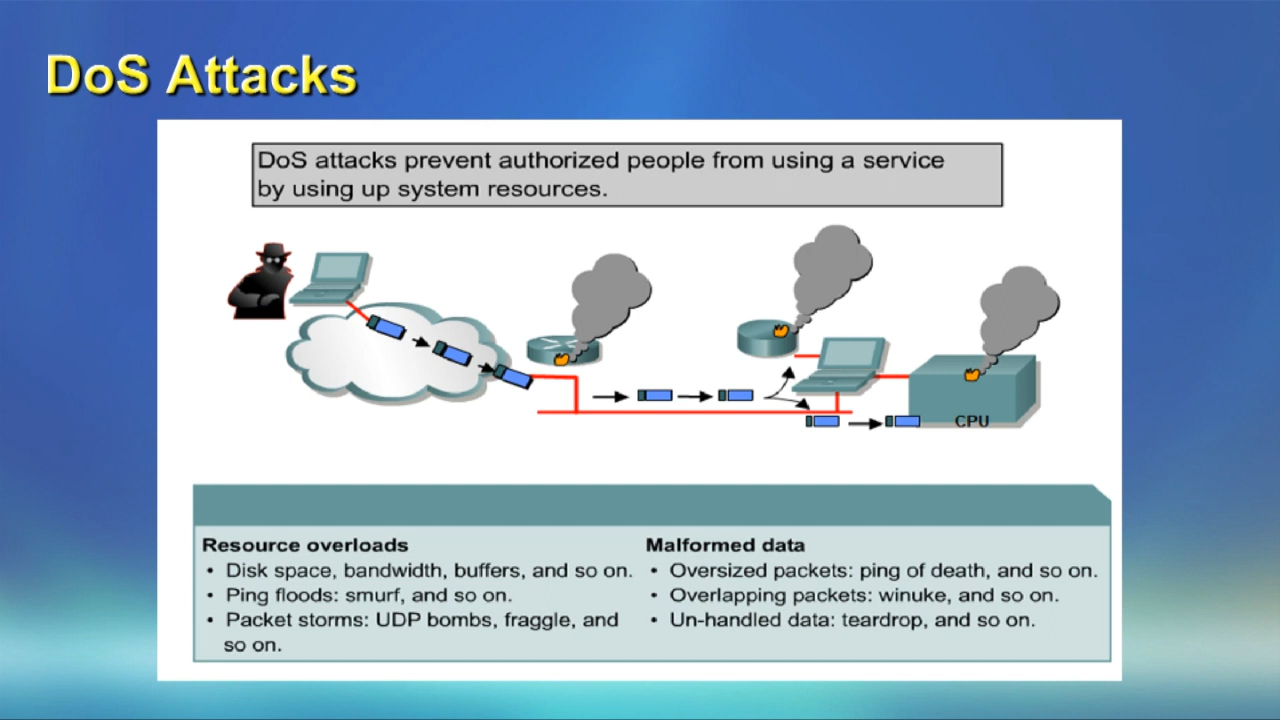 DoS Attacks
DoS attacks prevent authorized people from using a service
by using up system resources.
CPU
Resource overloads
• Disk space, bandwidth, buffers, and so on.
• Ping floods: smurf, and so on.
• Packet storms: UDP bombs, fraggle, and
so on.
Malformed data
• Oversized packets: ping of death, and so on.
• Overlapping packets: winuke, and so on.
• Un-handled data: teardrop, and so on.